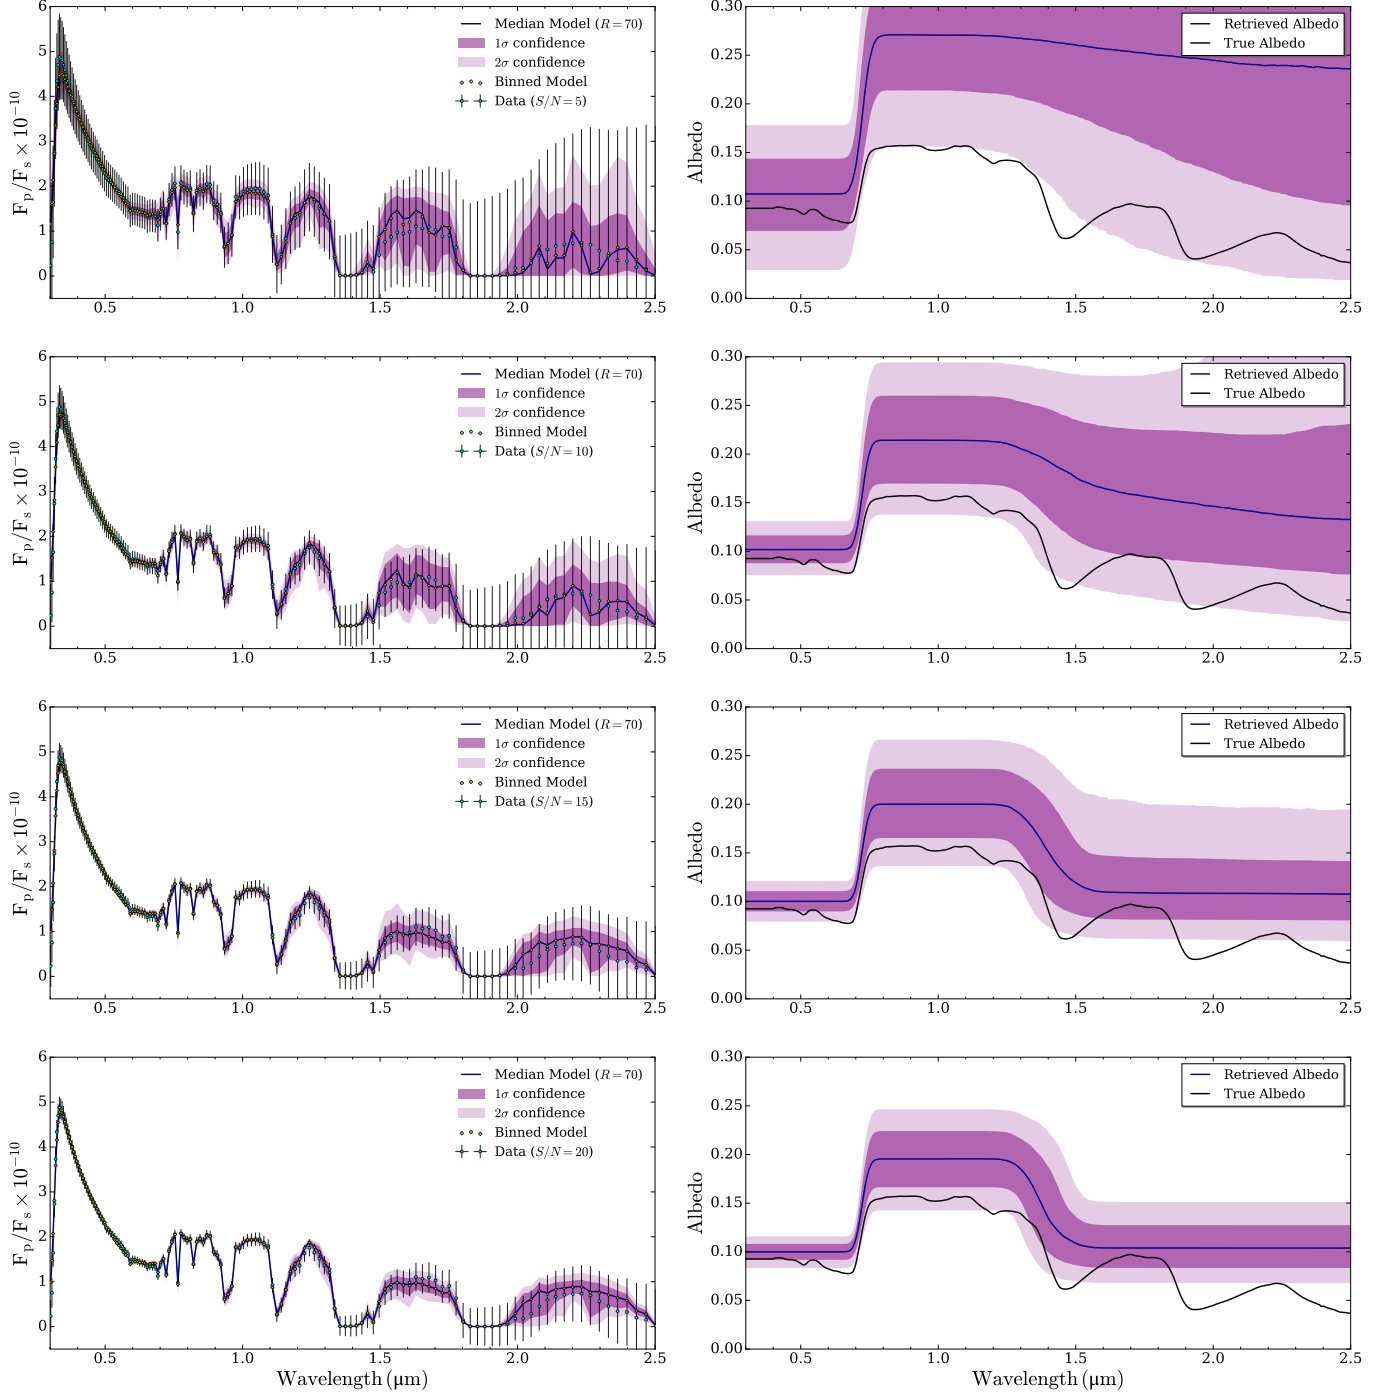 6
5
4
3
2
1
0
F_p/F_s × 10^−10
Median Model (R = 70)
1σ confidence
2σ confidence
Binned Model
Data (S/N = 5)
0.5 1.0 1.5 2.0 2.5
0.30
0.25
0.20
0.15
0.10
0.05
0.00
Albedo
Retrieved Albedo
True Albedo
0.5 1.0 1.5 2.0 2.5
6
5
4
3
2
1
0
F_p/F_s × 10^−10
Median Model (R = 70)
1σ confidence
2σ confidence
Binned Model
Data (S/N = 10)
0.5 1.0 1.5 2.0 2.5
0.30
0.25
0.20
0.15
0.10
0.05
0.00
Albedo
Retrieved Albedo
True Albedo
0.5 1.0 1.5 2.0 2.5
6
5
4
3
2
1
0
F_p/F_s × 10^−10
Median Model (R = 70)
1σ confidence
2σ confidence
Binned Model
Data (S/N = 15)
0.5 1.0 1.5 2.0 2.5
0.30
0.25
0.20
0.15
0.10
0.05
0.00
Albedo
Retrieved Albedo
True Albedo
0.5 1.0 1.5 2.0 2.5
6
5
4
3
2
1
0
F_p/F_s × 10^−10
Median Model (R = 70)
1σ confidence
2σ confidence
Binned Model
Data (S/N = 20)
0.5 1.0 1.5 2.0 2.5
Wavelength (μm)
0.30
0.25
0.20
0.15
0.10
0.05
0.00
Albedo
Retrieved Albedo
True Albedo
0.5 1.0 1.5 2.0 2.5
Wavelength (μm)